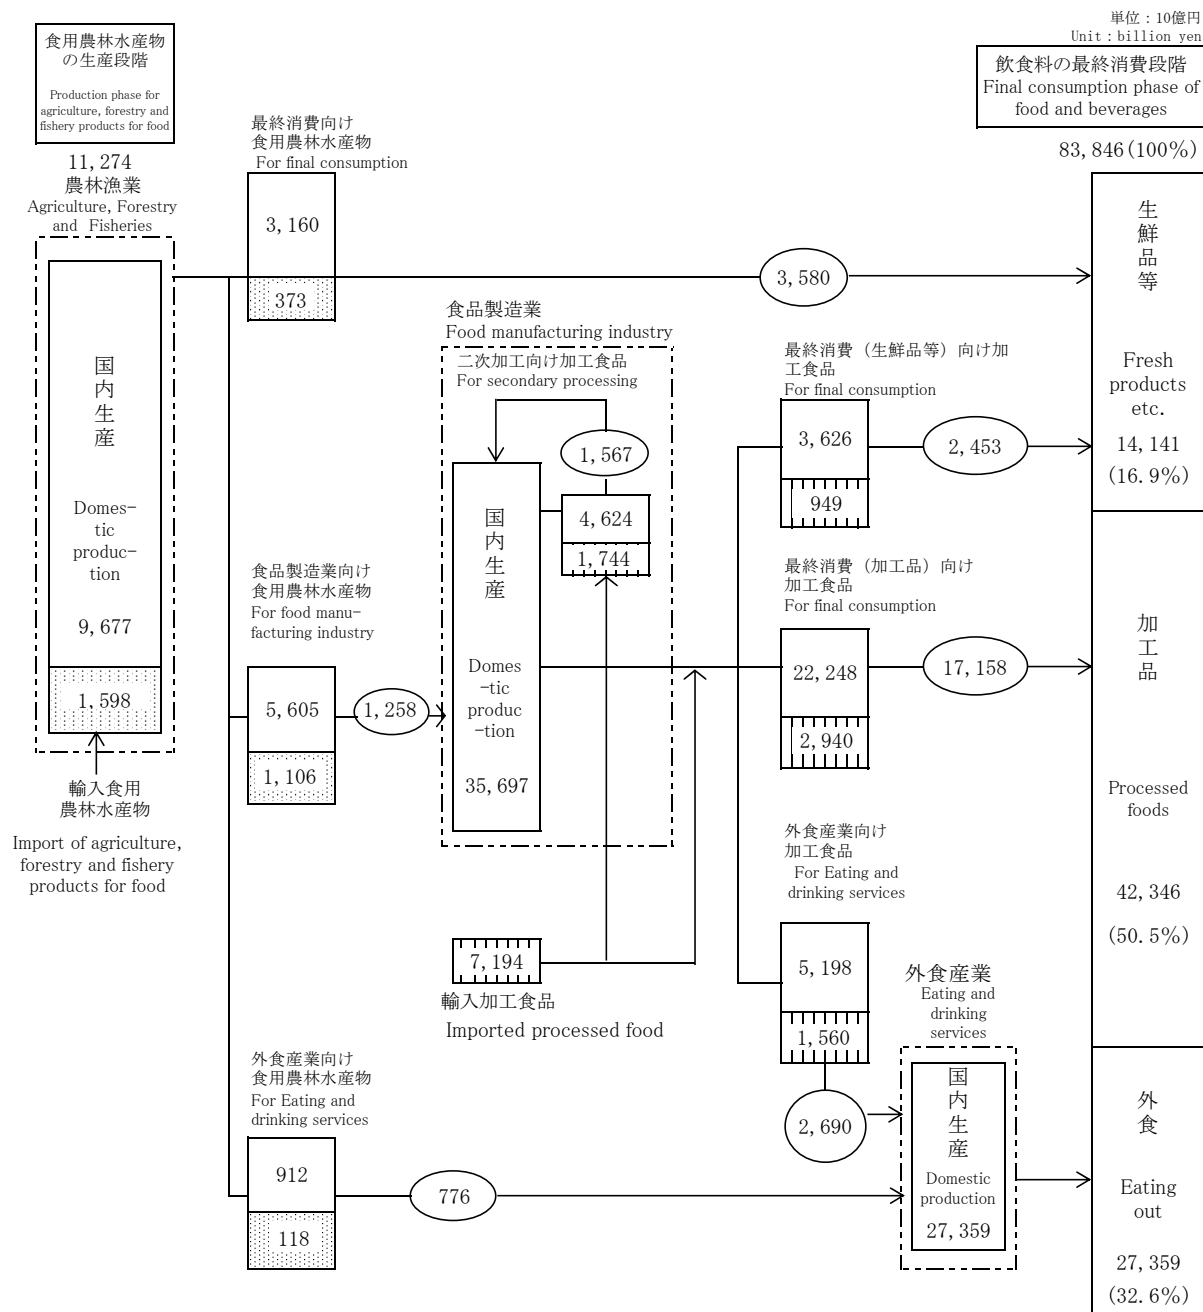 単位：10億円
Unit : billion yen
食用農林水産物
の生産段階
Production phase for
agriculture, forestry and
fishery products for food
11,274
農林漁業
Agriculture, Forestry
and Fisheries
国内生産
Domes-
tic
produc-
tion
9,677
1,598
輸入食用
農林水産物
Import of agriculture,
forestry and fishery
products for food
最終消費向け
食用農林水産物
For final consumption
3,160
373
3,580
食品製造業向け
食用農林水産物
For food manu-
facturing industry
5,605
1,106
1,258
外食産業向け
食用農林水産物
For Eating and
drinking services
912
118
776
食品製造業
Food manufacturing industry
二次加工向け加工食品
For secondary processing
1,567
4,624
1,744
国内生産
Domes
-tic
produc
-tion
35,697
7,194
輸入加工食品
Imported processed food
最終消費（生鮮品等）向け加
工食品
For final consumption
3,626
949
2,453
最終消費（加工品）向け
加工食品
For final consumption
22,248
2,940
17,158
外食産業向け
加工食品
For Eating and
drinking services
5,198
1,560
2,690
外食産業
Eating and
drinking
services
国内生産
Domestic
production
27,359
飲食料の最終消費段階
Final consumption phase of
food and beverages
83,846(100%)
生鮮品等
Fresh
products
etc.
14,141
(16.9%)
加工品
Processed
foods
42,346
(50.5%)
外食
Eating
out
27,359
(32.6%)